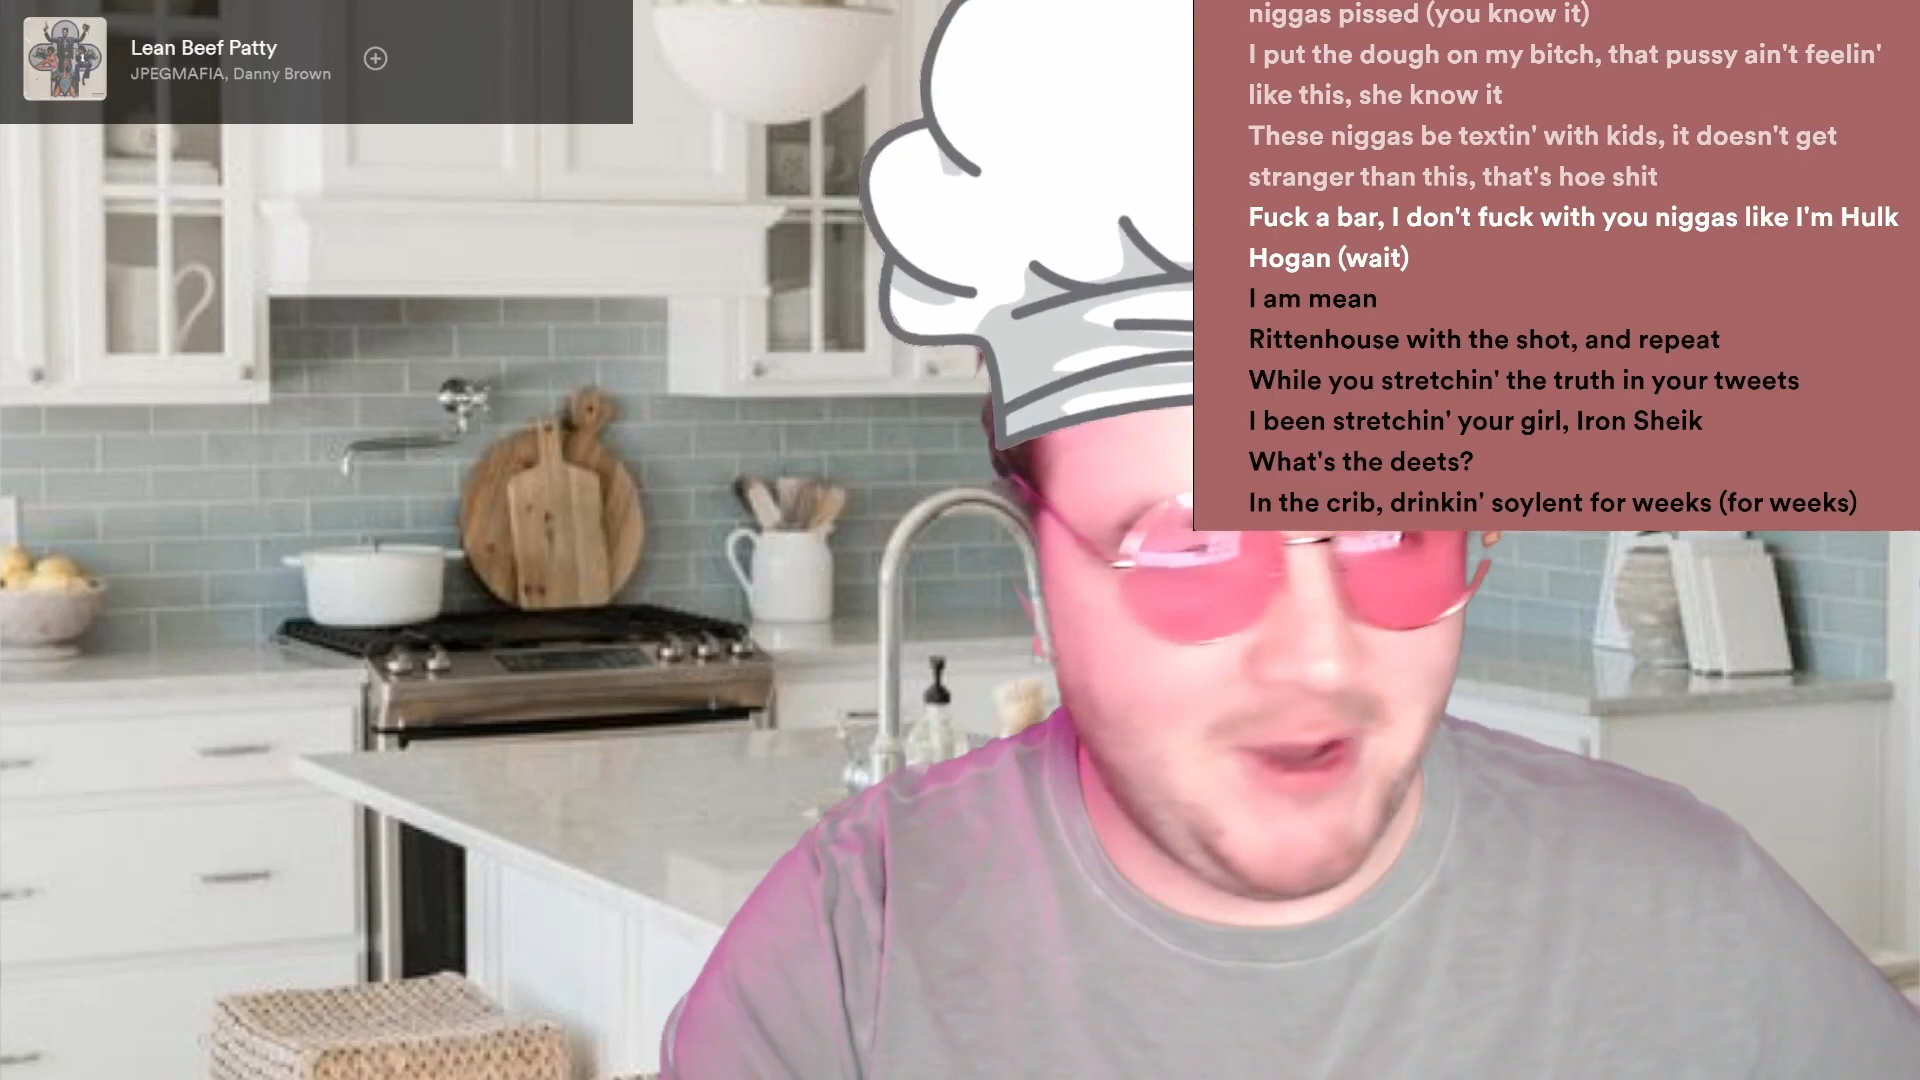 Lean Beef Patty
JPEGMAFIA, Danny Brown
niggas pissed (you know it)
I put the dough on my bitch, that pussy ain't feelin'
like this, she know it
These niggas be textin' with kids, it doesn't get
stranger than this, that's hoe shit
Fuck a bar, I don't fuck with you niggas like I'm Hulk
Hogan (wait)
I am mean
Rittenhouse with the shot, and repeat
While you stretchin' the truth in your tweets
I been stretchin' your girl, Iron Sheik
What's the deets?
In the crib, drinkin' soylent for weeks (for weeks)